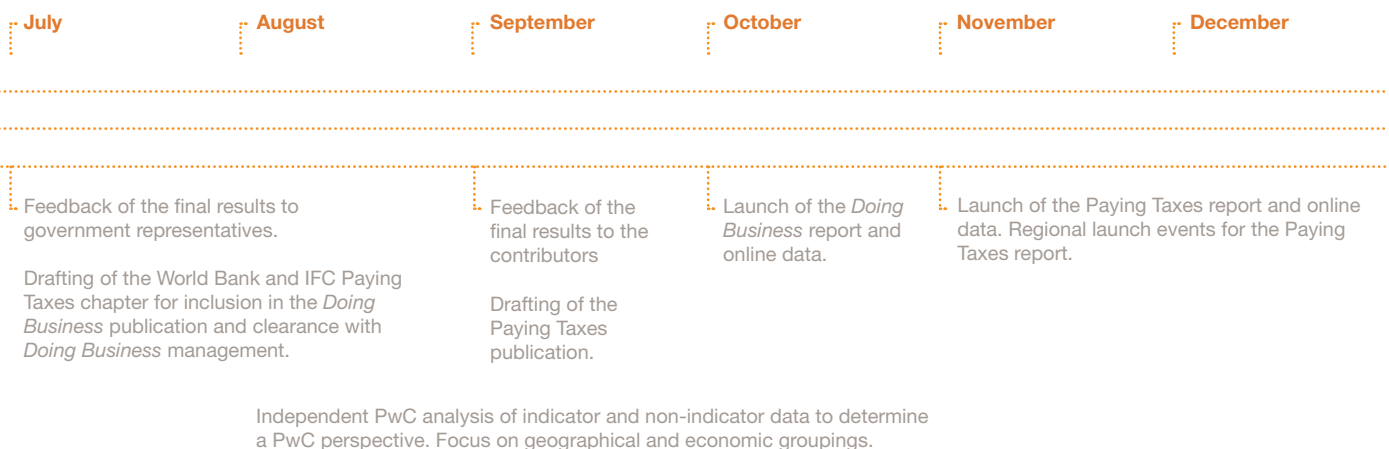 July
August
September
October
November
December
Feedback of the final results to
government representatives.
Drafting of the World Bank and IFC Paying
Taxes chapter for inclusion in the Doing
Business publication and clearance with
Doing Business management.
Feedback of the
final results to the
contributors
Drafting of the
Paying Taxes
publication.
Launch of the Doing
Business report and
online data.
Launch of the Paying Taxes report and online
data. Regional launch events for the Paying
Taxes report.
Independent PwC analysis of indicator and non-indicator data to determine
a PwC perspective. Focus on geographical and economic groupings.